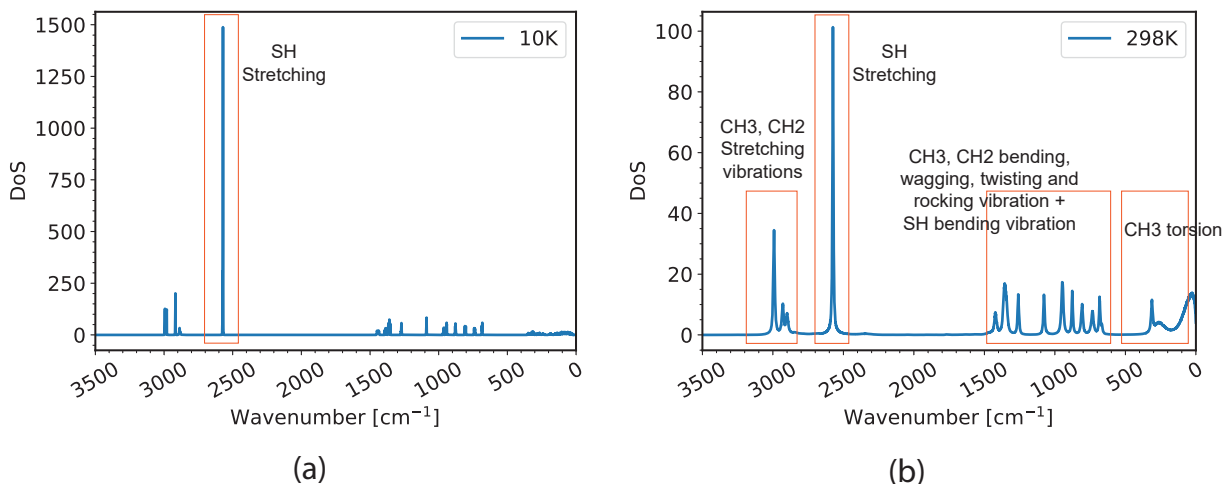 1500
1250
1000
750
500
250
0
DoS
SH
Stretching
10K
3500
3000
2500
2000
1500
1000
500
0
Wavenumber [cm⁻¹]
(a)
100
80
60
40
20
0
DoS
298K
SH
Stretching
CH3, CH2
Stretching
vibrations
CH3, CH2 bending,
wagging, twisting and
rocking vibration +
SH bending vibration
CH3 torsion
3500
3000
2500
2000
1500
1000
500
0
Wavenumber [cm⁻¹]
(b)